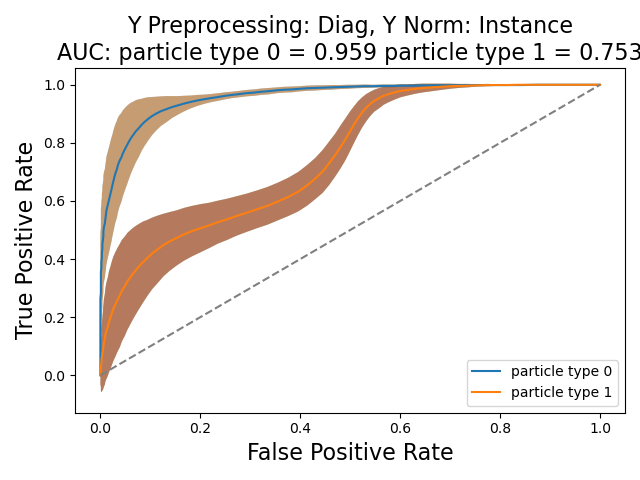 Y Preprocessing: Diag, Y Norm: Instance
AUC: particle type 0 = 0.959 particle type 1 = 0.753
True Positive Rate
1.0
0.8
0.6
0.4
0.2
0.0
particle type 0
particle type 1
0.0 0.2 0.4 0.6 0.8 1.0
False Positive Rate